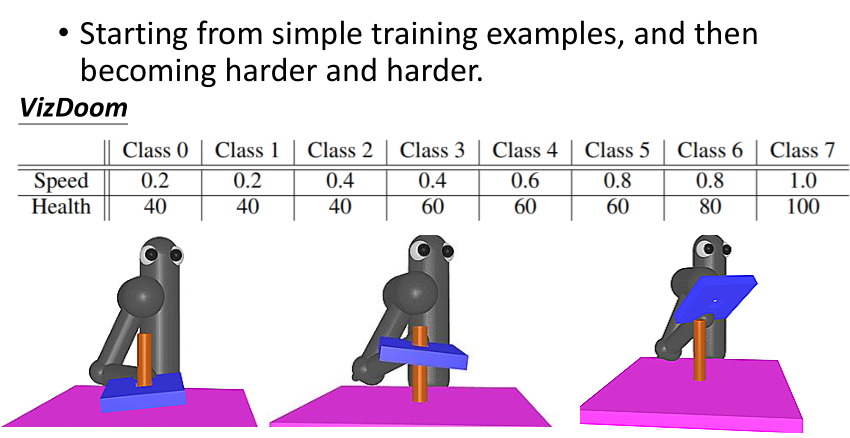 • Starting from simple training examples, and then
becoming harder and harder.
VizDoom
Class 0 Class 1 Class 2 Class 3 Class 4 Class 5 Class 6 Class 7
Speed 0.2 0.2 0.4 0.4 0.6 0.8 0.8 1.0
Health 40 40 40 60 60 60 80 100